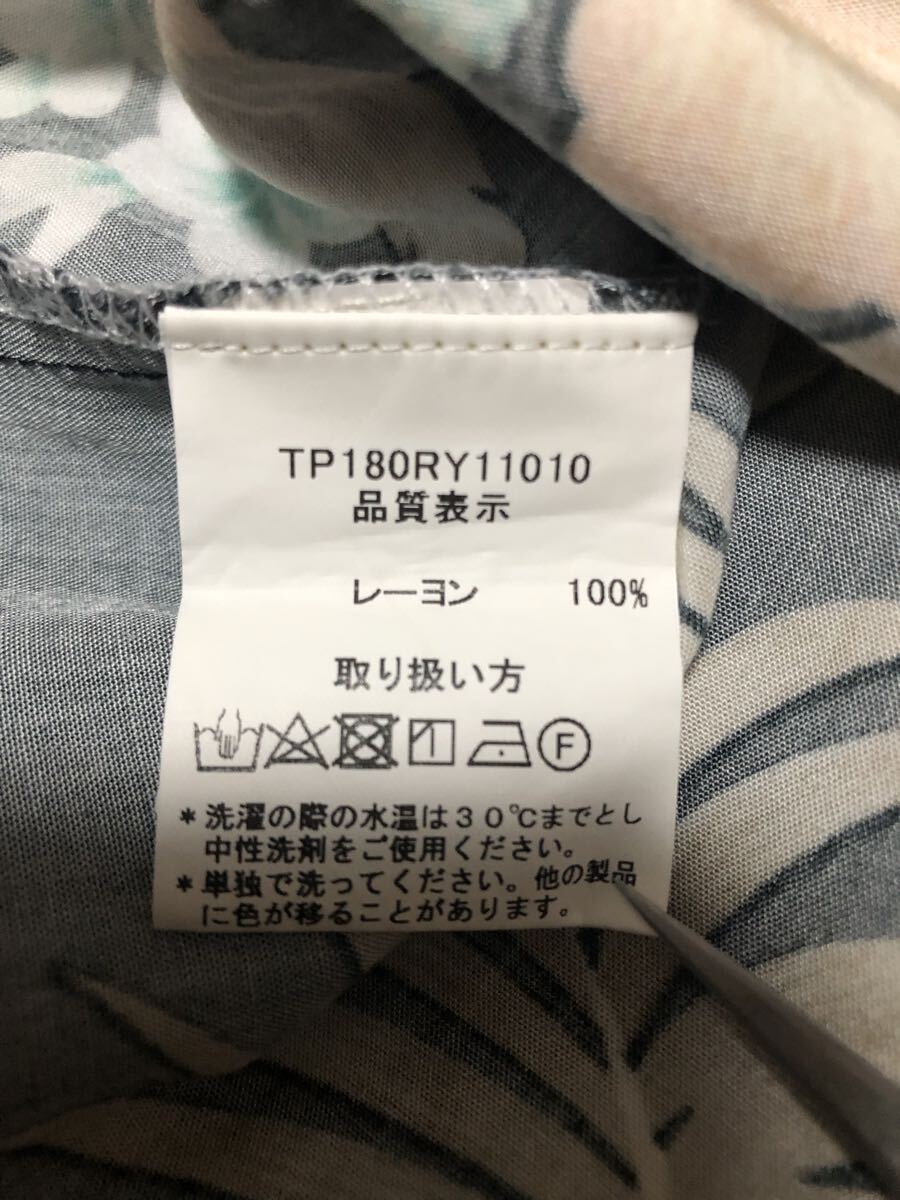 TP180RY11010
品質表示
レーヨン 100%
取り扱い方
F
*洗濯の際の水温は30℃までとし
中性洗剤をご使用ください。
*単独で洗ってください。他の製品
に色が移ることがあります。